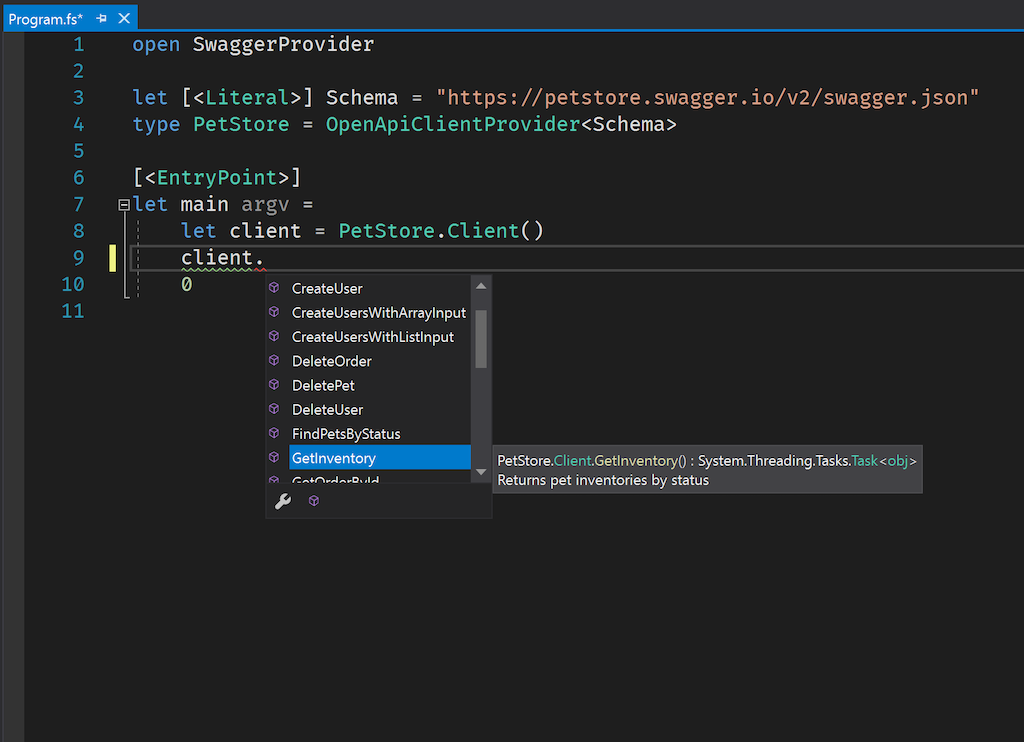 Program.fs*
1 open SwaggerProvider
2
3 let [<Literal>] Schema = "https://petstore.swagger.io/v2/swagger.json"
4 type PetStore = OpenApiClientProvider<Schema>
5
6 [<EntryPoint>]
7 let main argv =
8 let client = PetStore.Client()
9 client.
10 0
11
CreateUser
CreateUsersWithArrayInput
CreateUsersWithListInput
DeleteOrder
DeletePet
DeleteUser
FindPetsByStatus
GetInventory
GetOrderById
PetStore.Client.GetInventory() : System.Threading.Tasks.Task<obj>
Returns pet inventories by status